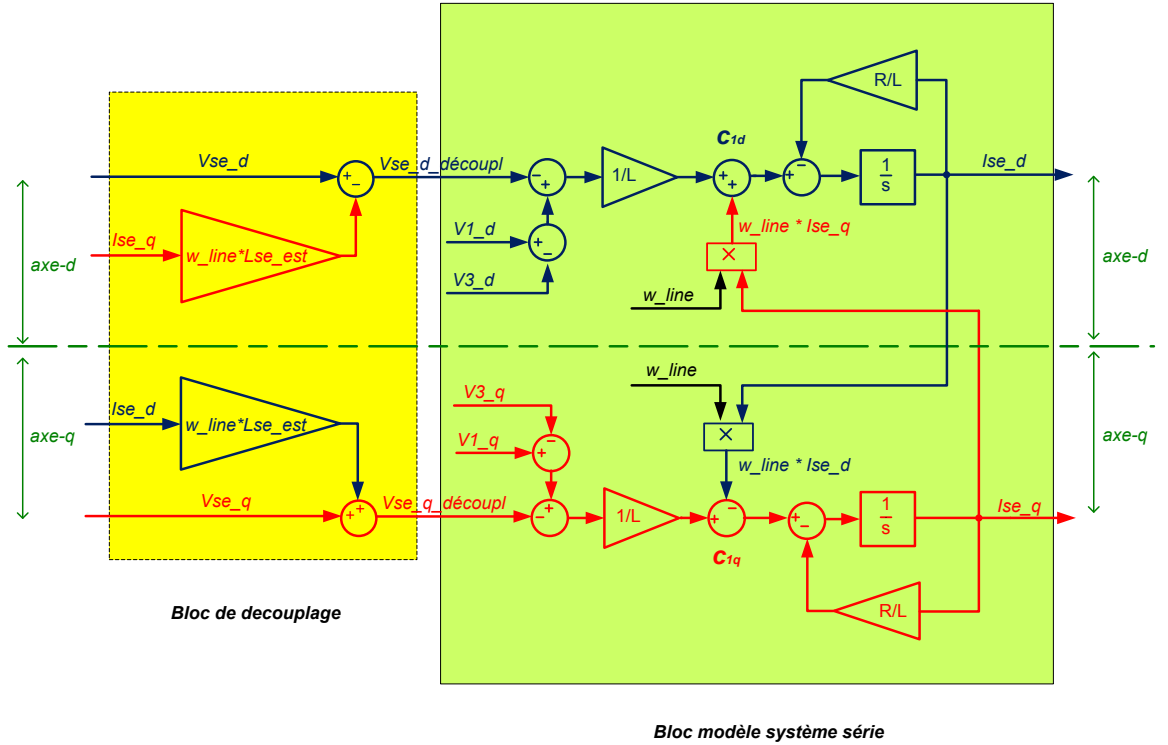 R/L
C1d
Vse_d
Vse_d_découpl
+
-
-
+
1/L
+
+
+
-
1
s
Ise_d
Ise_q
w_line*Lse_est
V1_d
+
-
w_line * Ise_q
×
axe-d
axe-d
V3_d
w_line
w_line
V3_q
Ise_d
w_line*Lse_est
V1_q
-
+
×
axe-q
axe-q
w_line * Ise_d
Vse_q
+
+
Vse_q_découpl
-
+
1/L
+
-
+
-
1
s
Ise_q
C1q
R/L
Bloc de decouplage
Bloc modèle système série